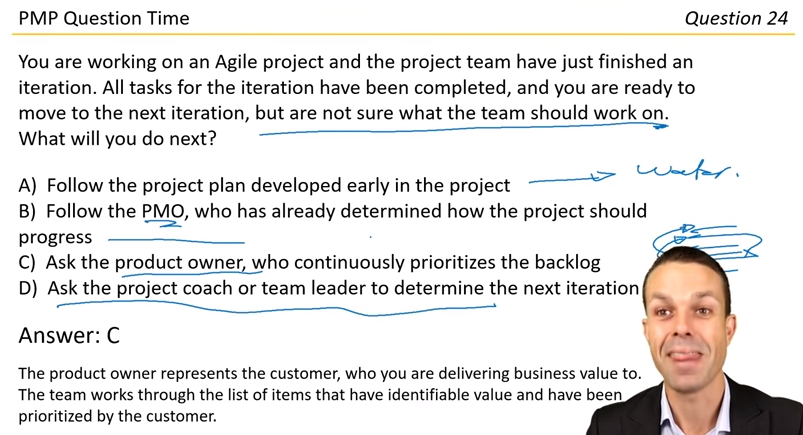 PMP Question Time
Question 24
You are working on an Agile project and the project team have just finished an
iteration. All tasks for the iteration have been completed, and you are ready to
move to the next iteration, but are not sure what the team should work on.
What will you do next?
A) Follow the project plan developed early in the project
B) Follow the PMO, who has already determined how the project should
progress
C) Ask the product owner, who continuously prioritizes the backlog
D) Ask the project coach or team leader to determine the next iteration
Answer: C
The product owner represents the customer, who you are delivering business value to.
The team works through the list of items that have identifiable value and have been
prioritized by the customer.